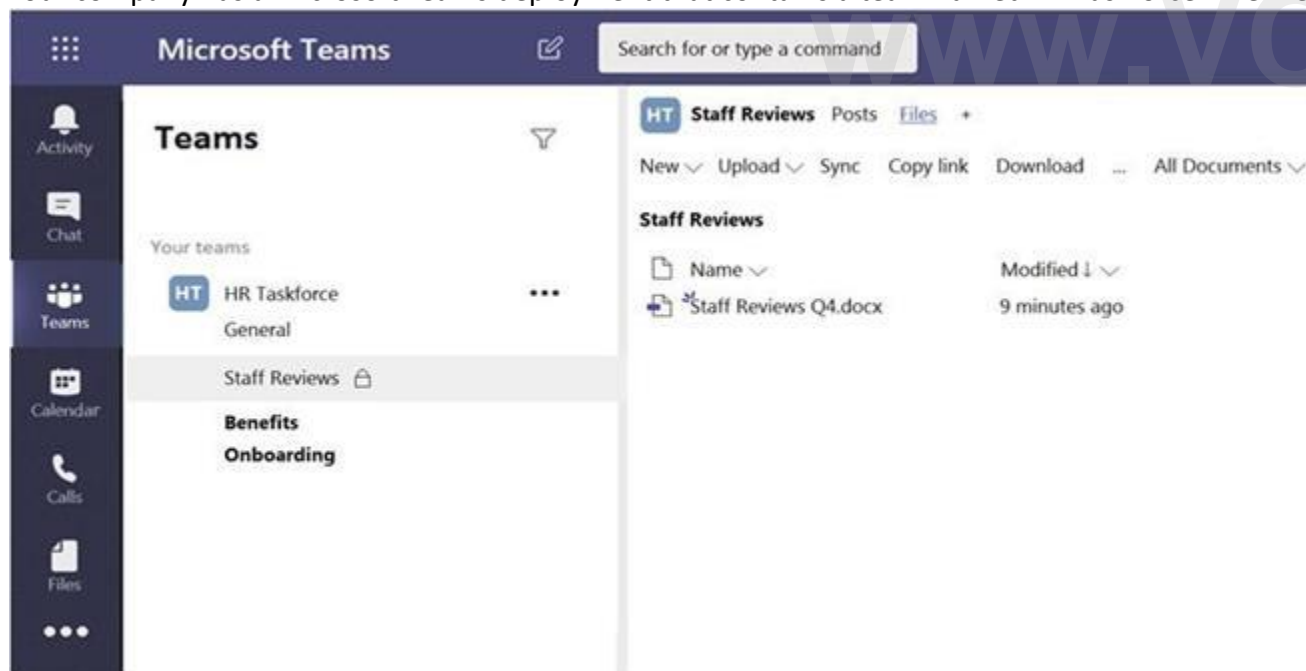 Microsoft Teams
Search for or type a command
www.VC
Activity
Chat
Teams
Calendar
Calls
Files
Teams
Your teams
HT HR Taskforce
General
Staff Reviews
Benefits
Onboarding
HT Staff Reviews Posts Files +
New Upload Sync Copy link Download ... All Documents
Staff Reviews
Name Modified ↓
Staff Reviews Q4.docx 9 minutes ago